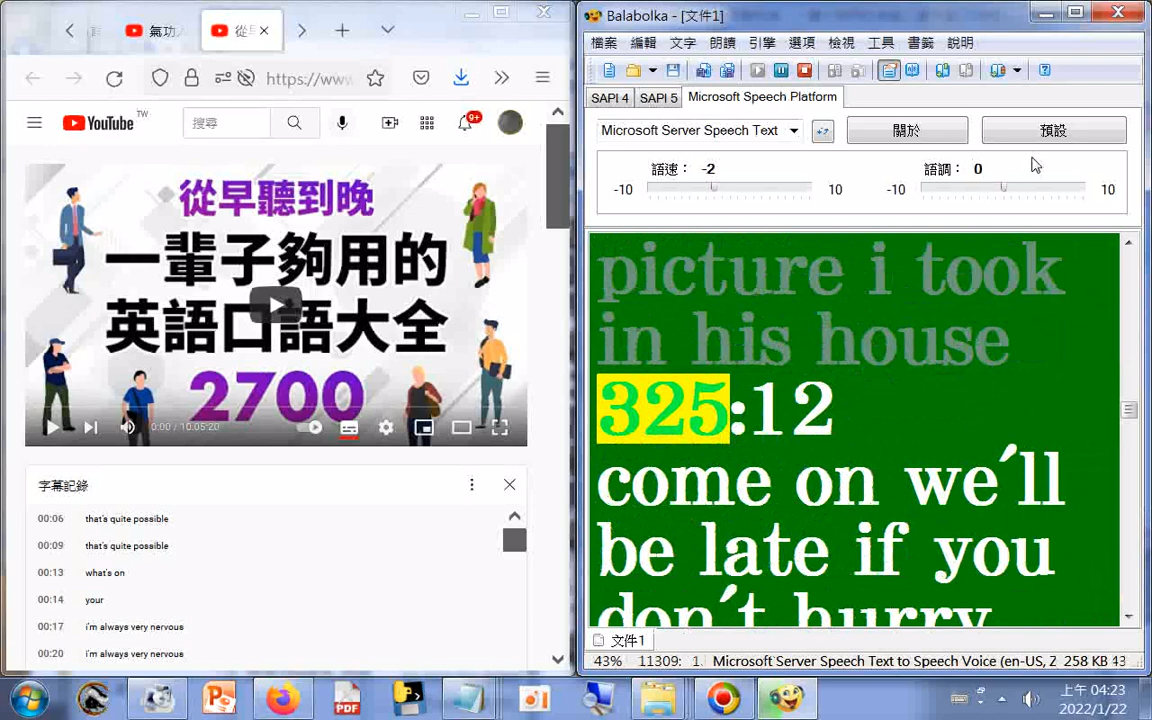 氣功
從
https://www
YouTube TW
搜尋
9+
從早聽到晚
一輩子夠用的
英語口語大全
2700
0:00 / 10:05:20
字幕記錄
00:06 that's quite possible
00:09 that's quite possible
00:13 what's on
00:14 your
00:17 i'm always very nervous
00:20 i'm always very nervous
Balabolka - [文件1]
檔案 編輯 文字 朗讀 引擎 選項 檢視 工具 書籤 說明
SAPI 4 SAPI 5 Microsoft Speech Platform
Microsoft Server Speech Text 關於 預設
語速： -2 語調： 0
-10 10 -10 10
picture i took
in his house
325:12
come on we'll
be late if you
don't hurry
文件1
43% 11309: 1. Microsoft Server Speech Text to Speech Voice (en-US, Z 258 KB 43
PDF
上午 04:23
2022/1/22